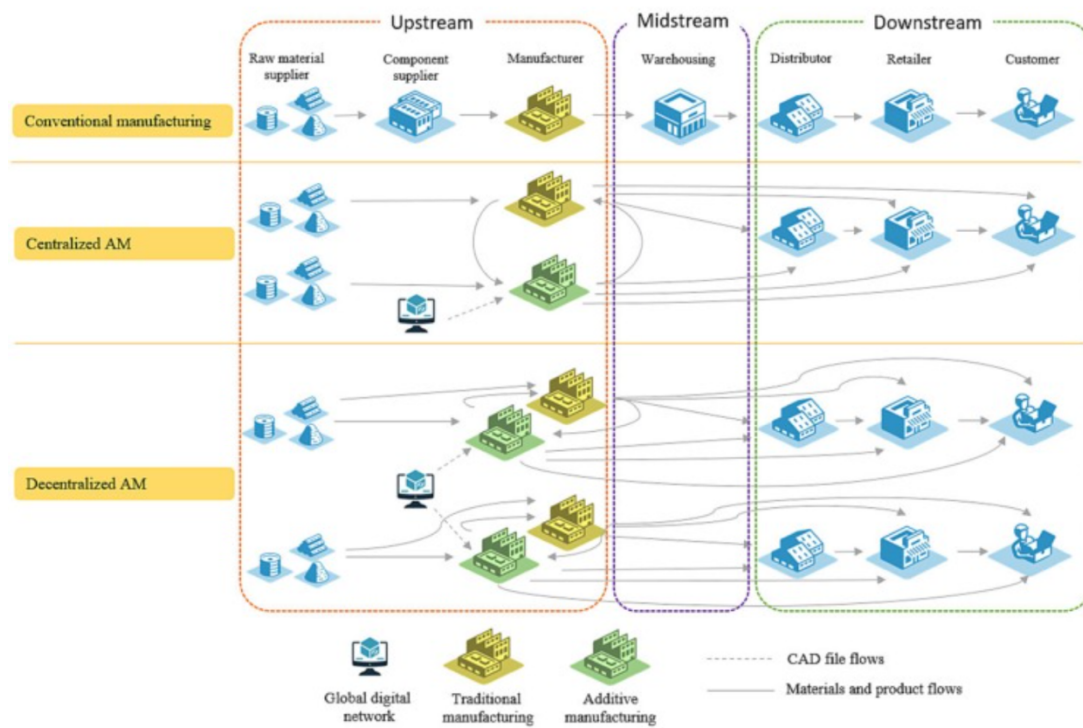 Upstream
Midstream
Downstream
Raw material
supplier
Component
supplier
Manufacturer
Warehousing
Distributor
Retailer
Customer
Conventional manufacturing
Centralized AM
Decentralized AM
Global digital
network
Traditional
manufacturing
Additive
manufacturing
CAD file flows
Materials and product flows